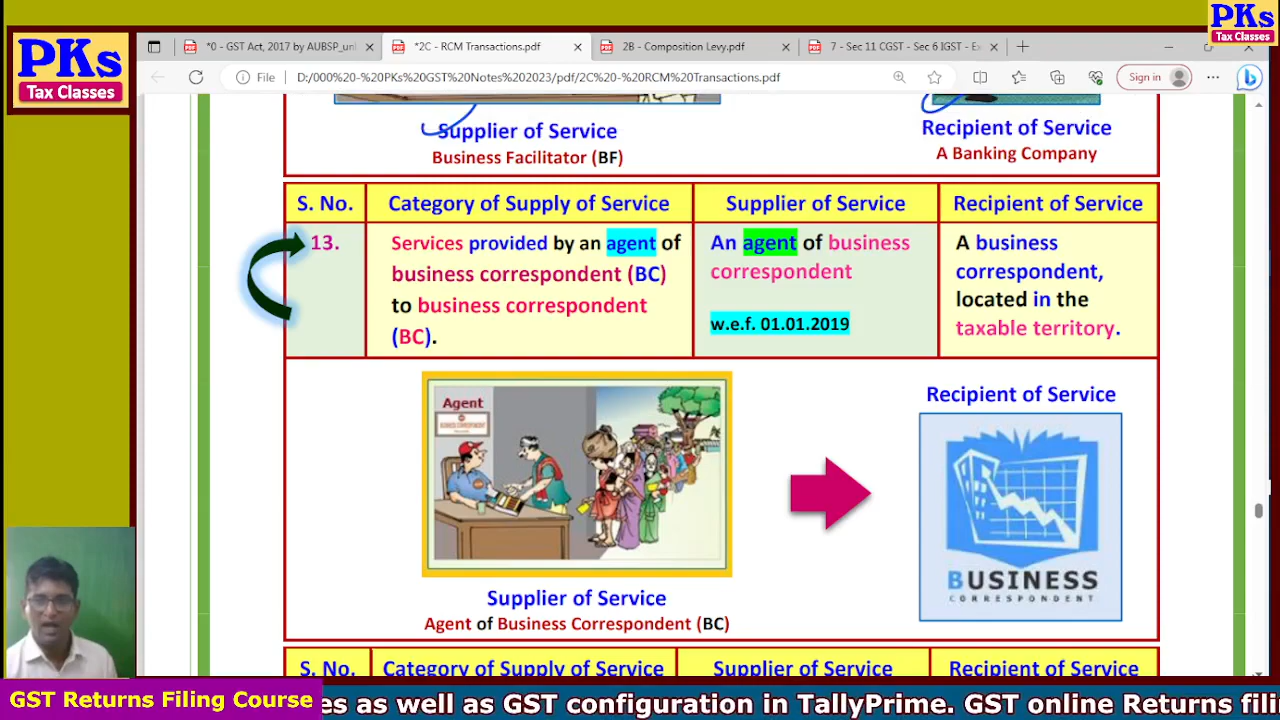 PKs
Tax Classes
PKs
Tax Classes
*0 - GST Act, 2017 by AUBSP_unl
*2C - RCM Transactions.pdf
2B - Composition Levy.pdf
7 - Sec 11 CGST - Sec 6 IGST - Ex
File
D:/000%20-%20PKs%20GST%20Notes%202023/pdf/2C%20-%20RCM%20Transactions.pdf
Sign in
Supplier of Service
Business Facilitator (BF)
Recipient of Service
A Banking Company
S. No.
Category of Supply of Service
Supplier of Service
Recipient of Service
13.
Services provided by an agent of
business correspondent (BC)
to business correspondent
(BC).
An agent of business
correspondent
w.e.f. 01.01.2019
A business
correspondent,
located in the
taxable territory.
Agent
Supplier of Service
Agent of Business Correspondent (BC)
Recipient of Service
BUSINESS
CORRESPONDENT
S. No.
Category of Supply of Service
Supplier of Service
Recipient of Service
GST Returns Filing Course
es as well as GST configuration in TallyPrime. GST online Returns fili